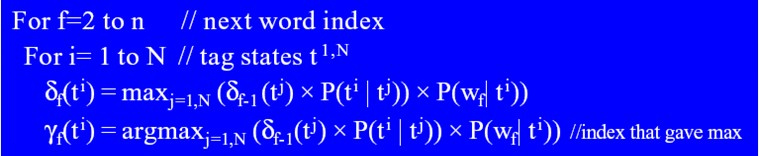 For f=2 to n // next word index
For i= 1 to N // tag states t^{1,N}
δ_f(t^i) = max_{j=1,N} (δ_{f-1}(t^j) × P(t^i | t^j)) × P(w_f| t^i))
γ_f(t^i) = argmax_{j=1,N} (δ_{f-1}(t^j) × P(t^i | t^j)) × P(w_f| t^i)) //index that gave max